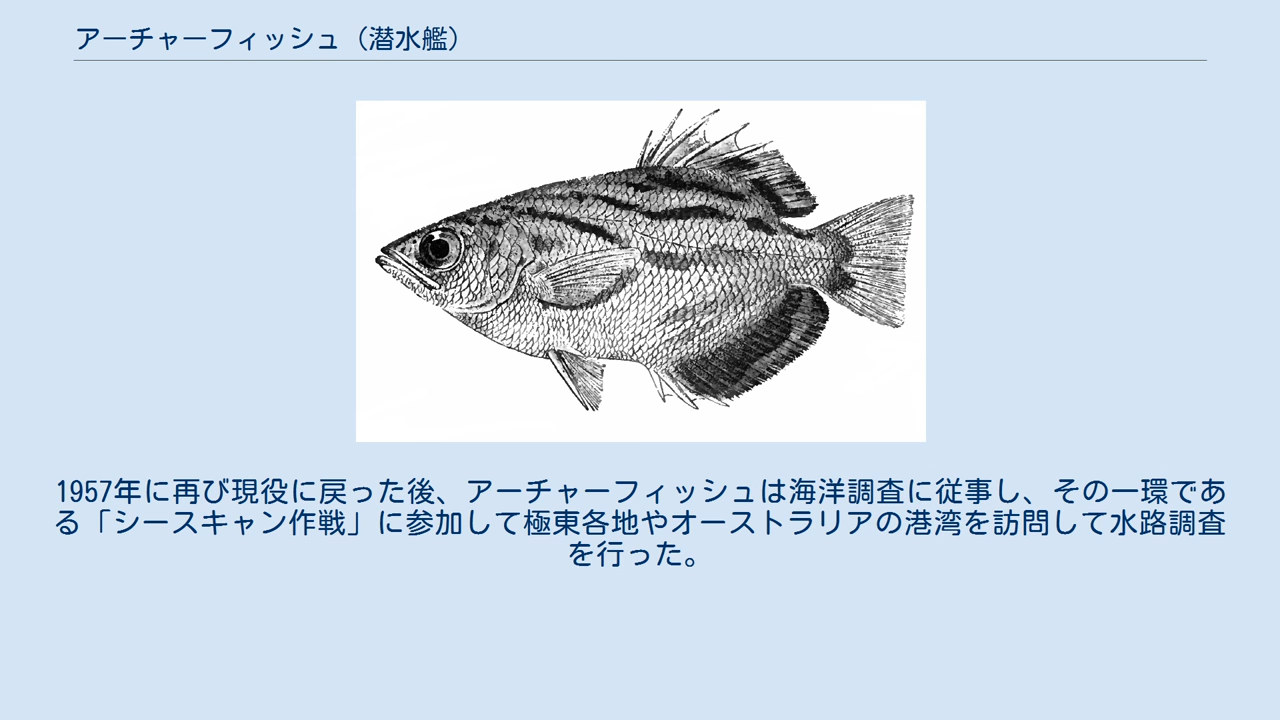 アーチャーフィッシュ（潜水艦）
1957年に再び現役に戻った後、アーチャーフィッシュは海洋調査に従事し、その一環であ
る「シースキャン作戦」に参加して極東各地やオーストラリアの港湾を訪問して水路調査
を行った。